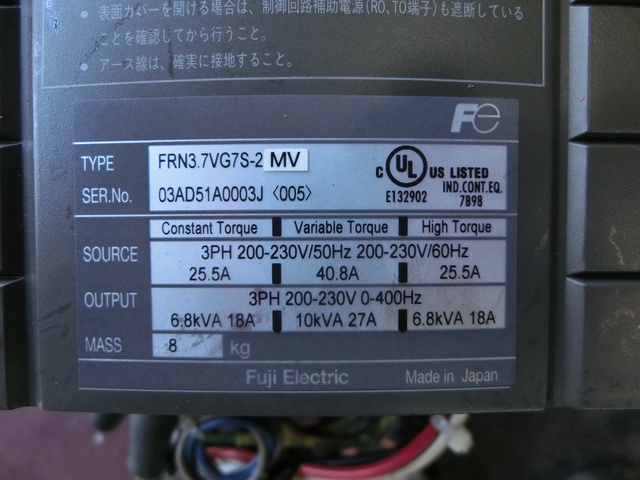 ・表面カバーを開ける場合は、制御回路補助電源(RO,TO端子)も遮断している
ことを確認してから行うこと。
・アース線は、確実に接地すること。
Fe
TYPE FRN3.7VG7S-2 MV
SER.No. 03AD51A0003J 〈005〉
C UL US LISTED
IND.CONT.EQ.
E132902 7B98
Constant Torque Variable Torque High Torque
SOURCE 3PH 200-230V/50Hz 200-230V/60Hz
25.5A 40.8A 25.5A
OUTPUT 3PH 200-230V 0-400Hz
6.8kVA 18A 10kVA 27A 6.8kVA 18A
MASS 8 kg
Fuji Electric Made in Japan